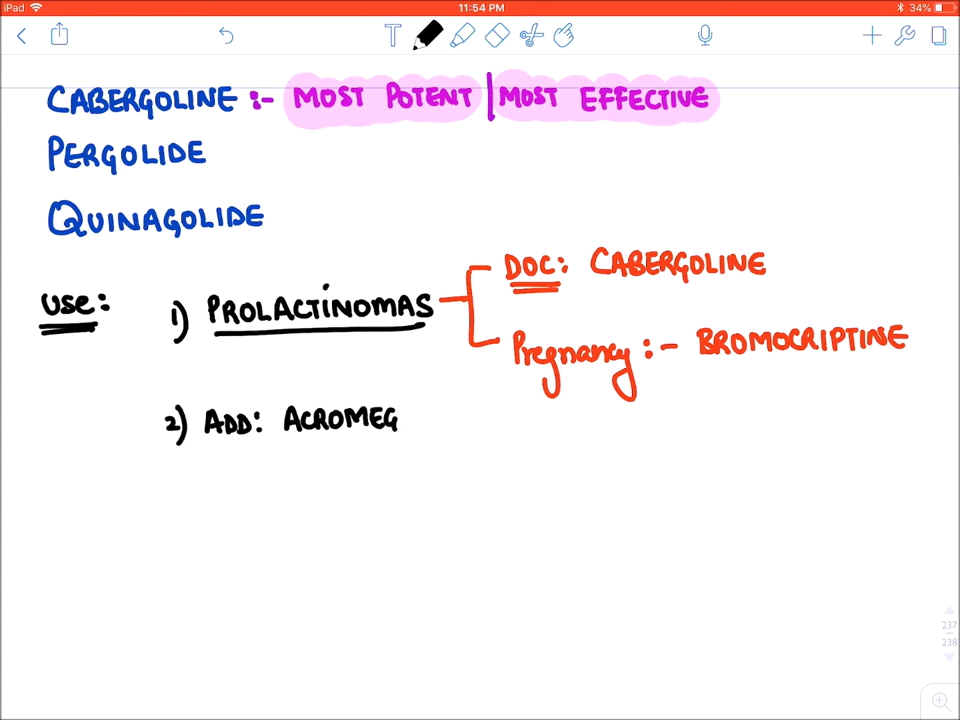 iPad 11:54 PM 34%
T
CABERGOLINE :- MOST POTENT | MOST EFFECTIVE
PERGOLIDE
QUINAGOLIDE
USE: 1) PROLACTINOMAS
DOC: CABERGOLINE
Pregnancy :- BROMOCRIPTINE
2) ADD: ACROMEG
237
238